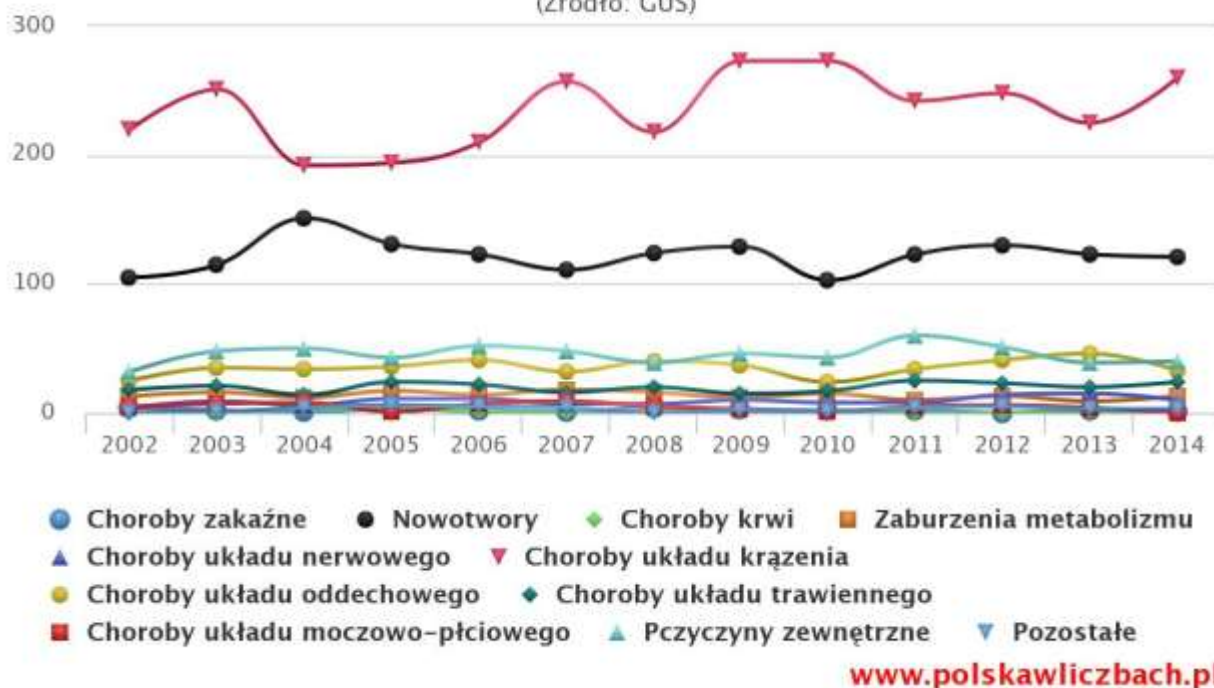 (Źródło: GUS)
300
200
100
0
2002 2003 2004 2005 2006 2007 2008 2009 2010 2011 2012 2013 2014
Choroby zakaźne Nowotwory Choroby krwi Zaburzenia metabolizmu
Choroby układu nerwowego Choroby układu krązenia
Choroby układu oddechowego Choroby układu trawiennego
Choroby układu moczowo-płciowego Pczyczyny zewnętrzne Pozostałe
www.polskawliczbach.pl